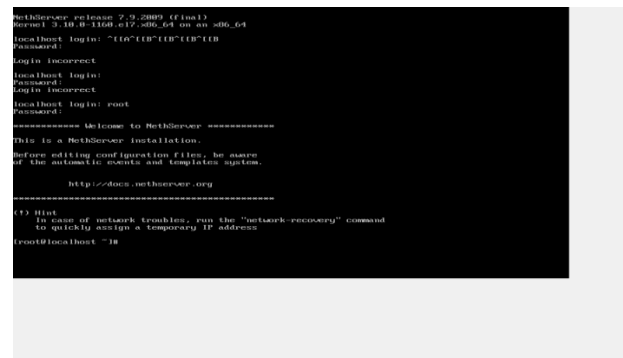 NethServer release 7.9.2009 (final)
Kernel 3.10.0-1160.el7.x86_64 on an x86_64
localhost login: ^[[A^[[B^[[B^[[B^[[B
Password:
Login incorrect
localhost login:
Password:
Login incorrect
localhost login: root
Password:
============ Welcome to NethServer ============
This is a NethServer installation.
Before editing configuration files, be aware
of the automatic events and templates system.
http://docs.nethserver.org
===============================================
(!) Hint
In case of network troubles, run the "network-recovery" command
to quickly assign a temporary IP address
[root@localhost ~]#